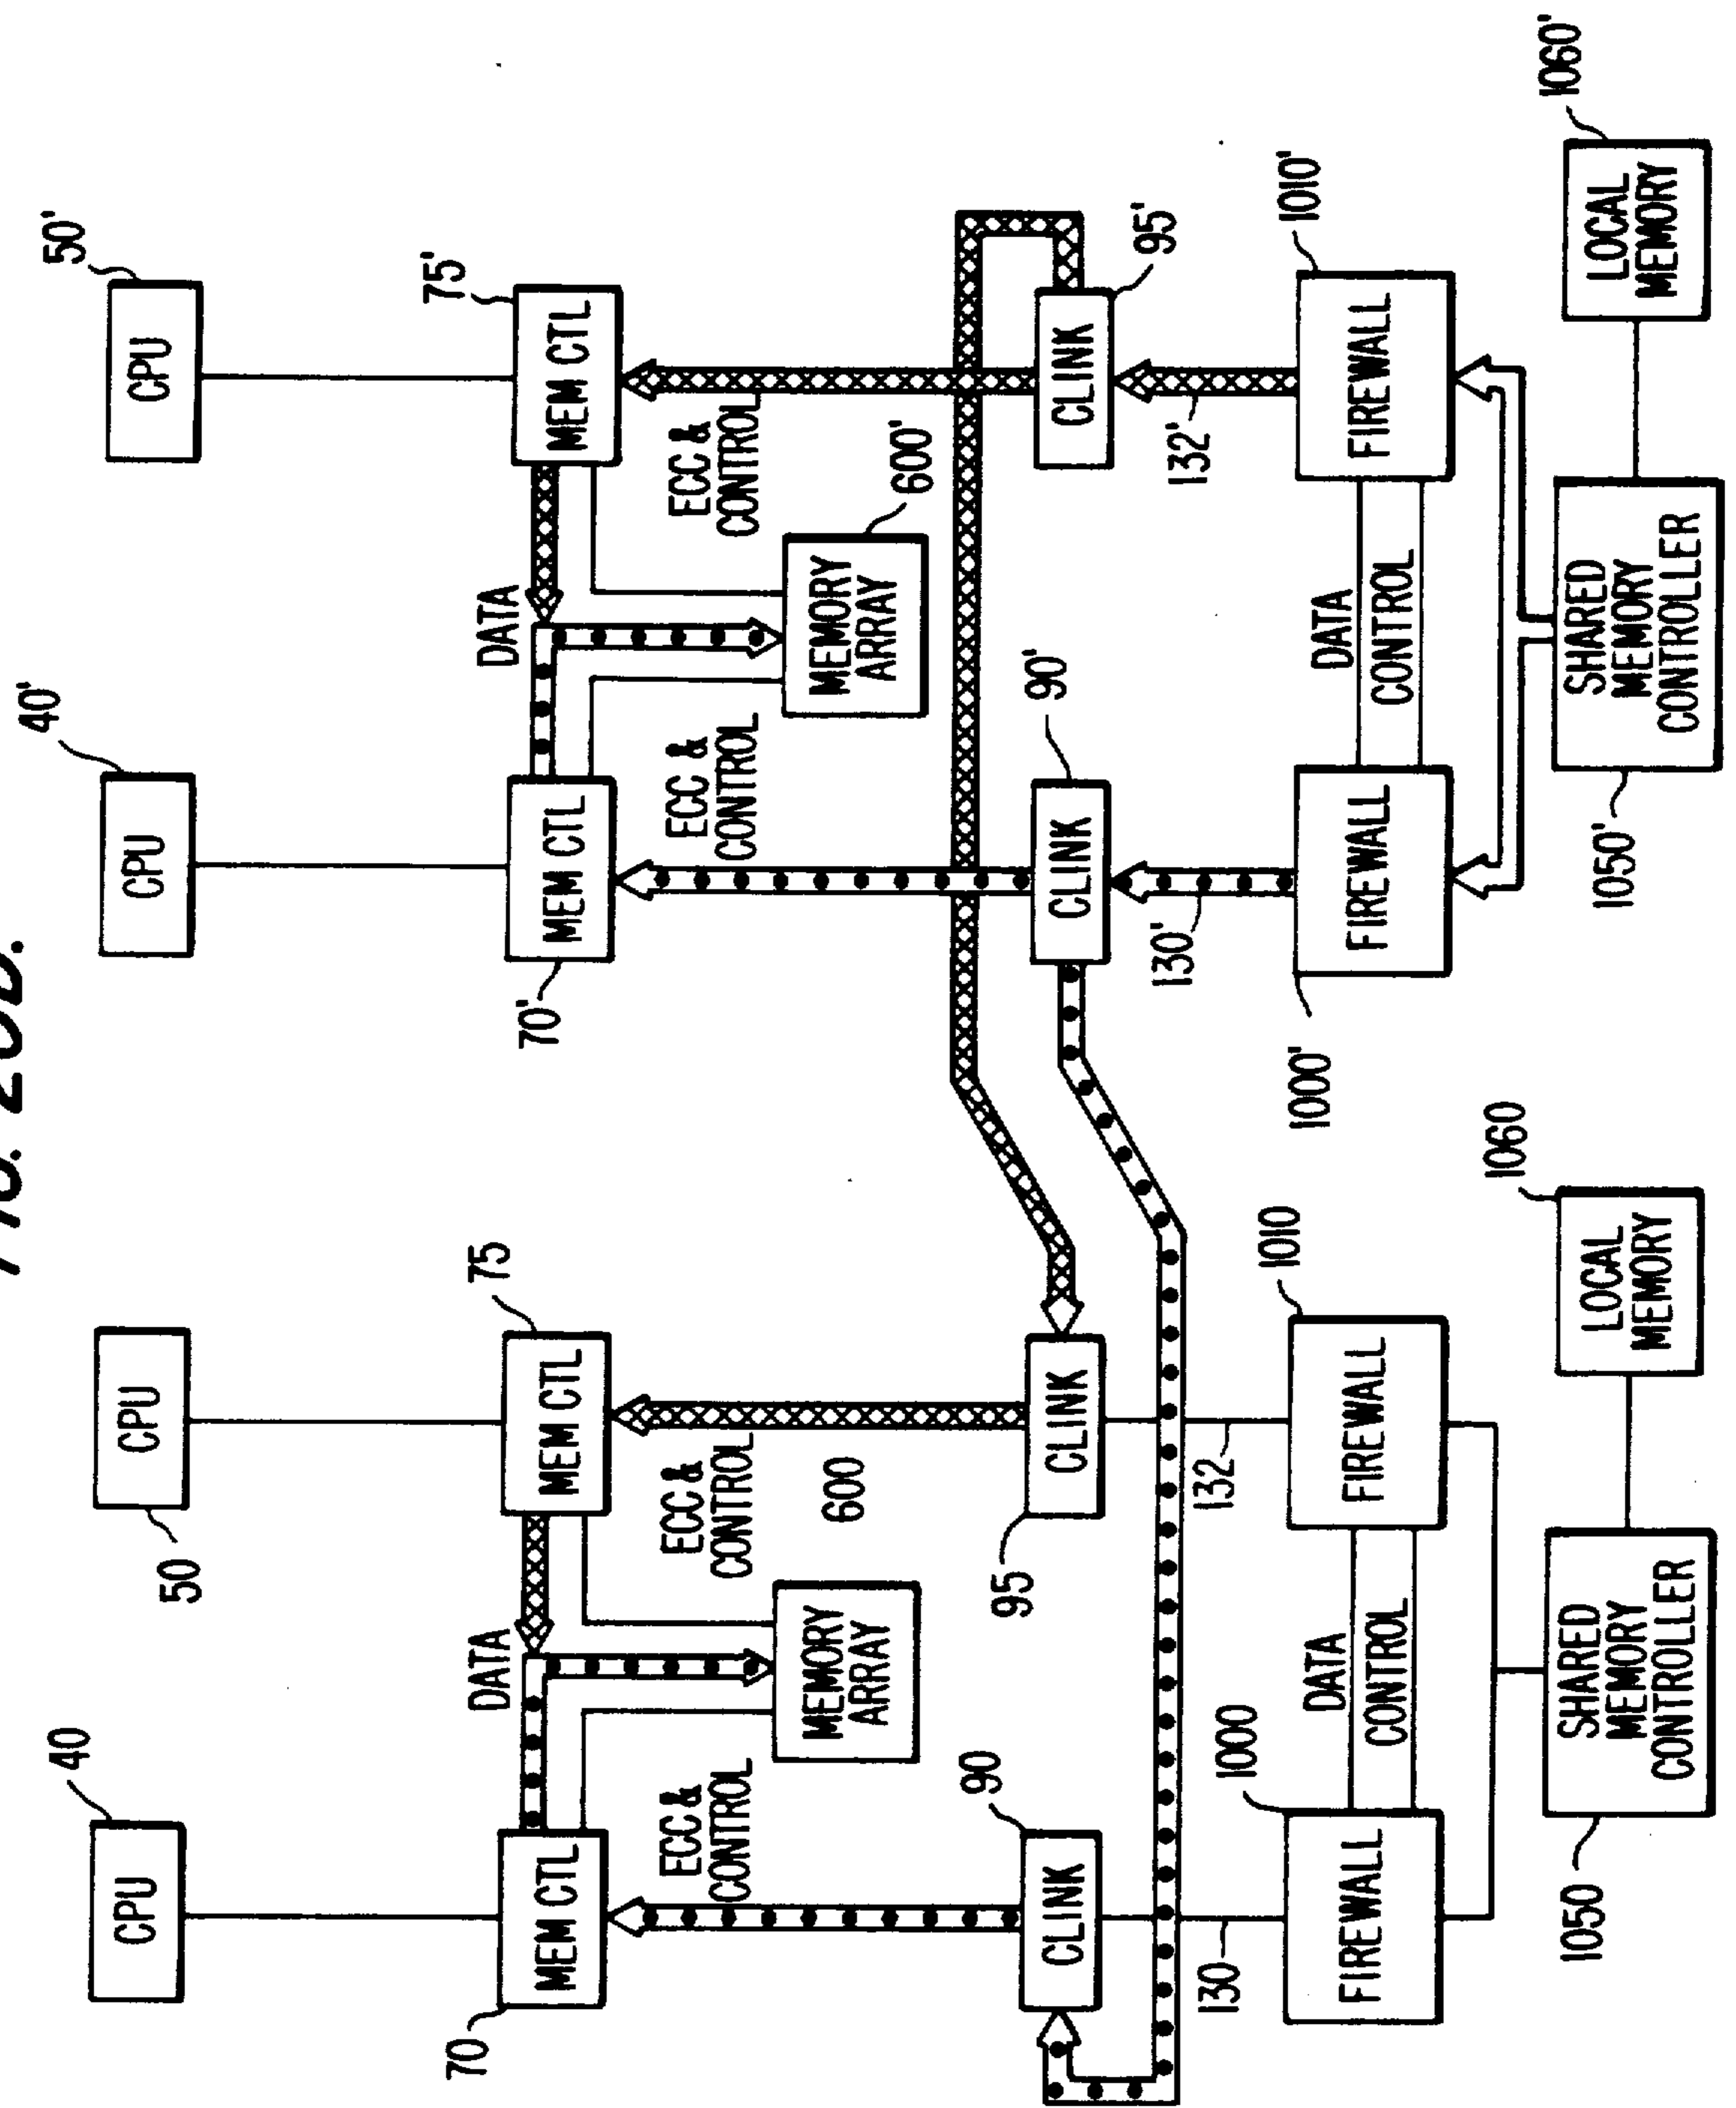 40
50
40'
50'
CPU
CPU
CPU
CPU
70
75
70'
75'
MEM CTL
DATA
MEM CTL
MEM CTL
DATA
MEM CTL
ECC &
CONTROL
ECC &
CONTROL
ECC &
CONTROL
ECC &
CONTROL
MEMORY
ARRAY
600
MEMORY
ARRAY
600'
90
95
90'
95'
CLINK
CLINK
CLINK
CLINK
130
132
130'
132'
1000
1010
1000'
1010'
FIREWALL
DATA
CONTROL
FIREWALL
FIREWALL
DATA
CONTROL
FIREWALL
1050
1060
1050'
1060'
SHARED
MEMORY
CONTROLLER
LOCAL
MEMORY
SHARED
MEMORY
CONTROLLER
LOCAL
MEMORY